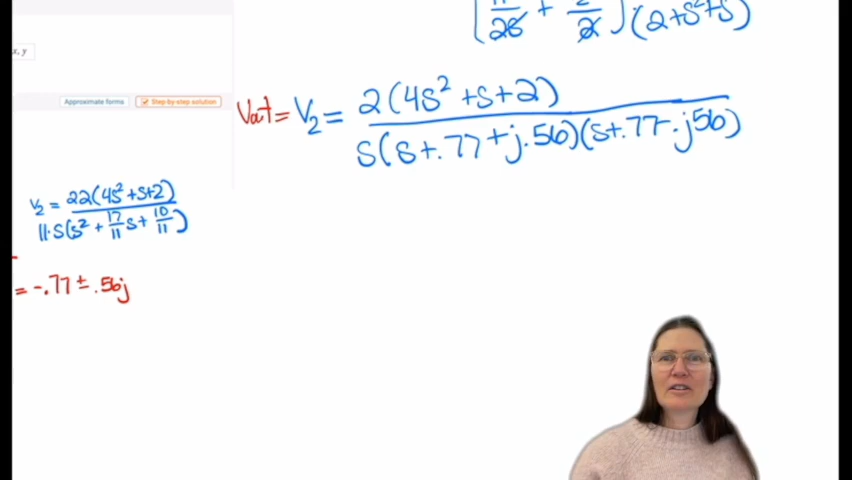 x, y
Approximate forms
Step-by-step solution
(2+s²+s)
Vout = V₂ = 2(4s²+s+2) / s(s+.77+j.56)(s+.77-.j56)
V₂ = 22(4s²+s+2) / 11·s(s² + 17/11 s + 10/11)
= -.77 ± .56j